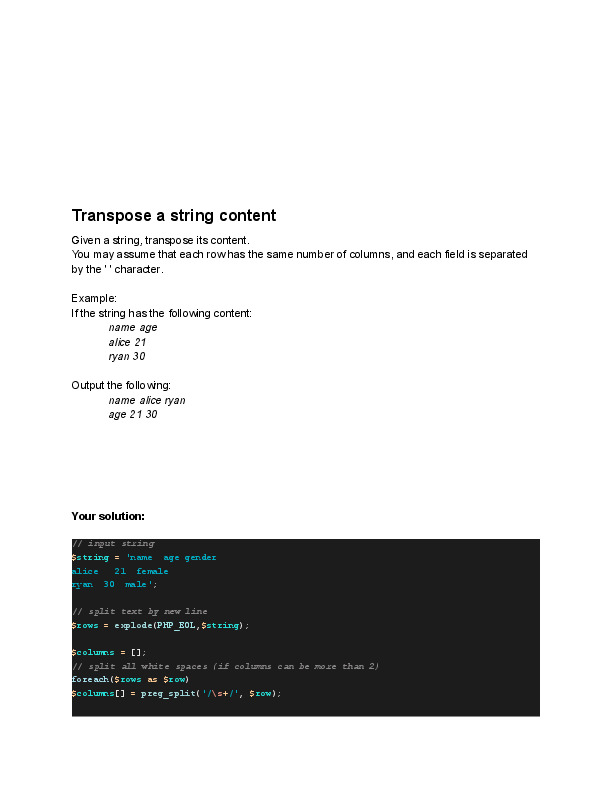 Transpose a string content
Given a string, transpose its content.
You may assume that each row has the same number of columns, and each field is separated
by the ' ' character.
Example:
If the string has the following content:
name age
alice 21
ryan 30
Output the following:
name alice ryan
age 21 30
Your solution:
// input string
$string = 'name  age gender
alice   21  female
ryan  30  male';
// split text by new line
$rows = explode(PHP_EOL,$string);
$columns = [];
// split all white spaces (if columns can be more than 2)
foreach($rows as $row)
$columns[] = preg_split('/\s+/', $row);